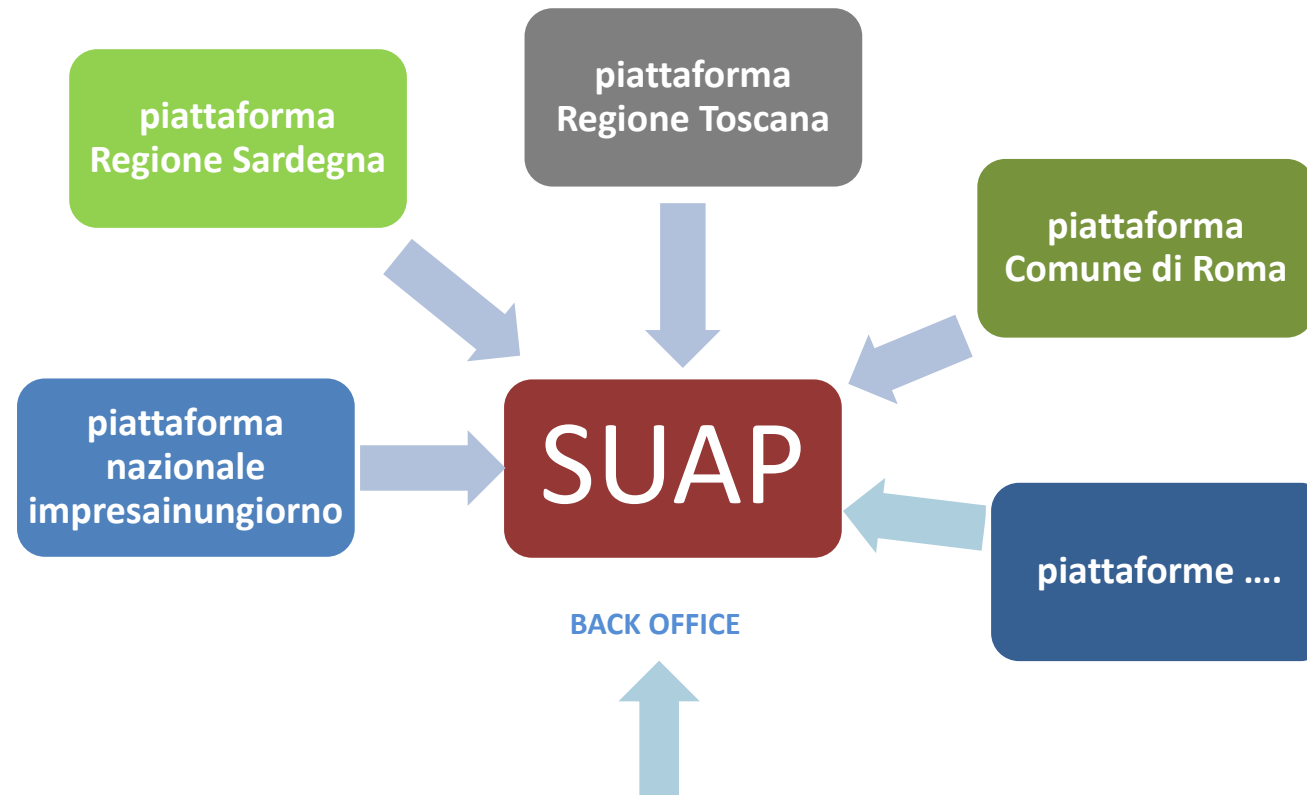 piattaforma
Regione Toscana
piattaforma
Regione Sardegna
piattaforma
Comune di Roma
piattaforma
nazionale
impresainungiorno
SUAP
piattaforme ....
BACK OFFICE